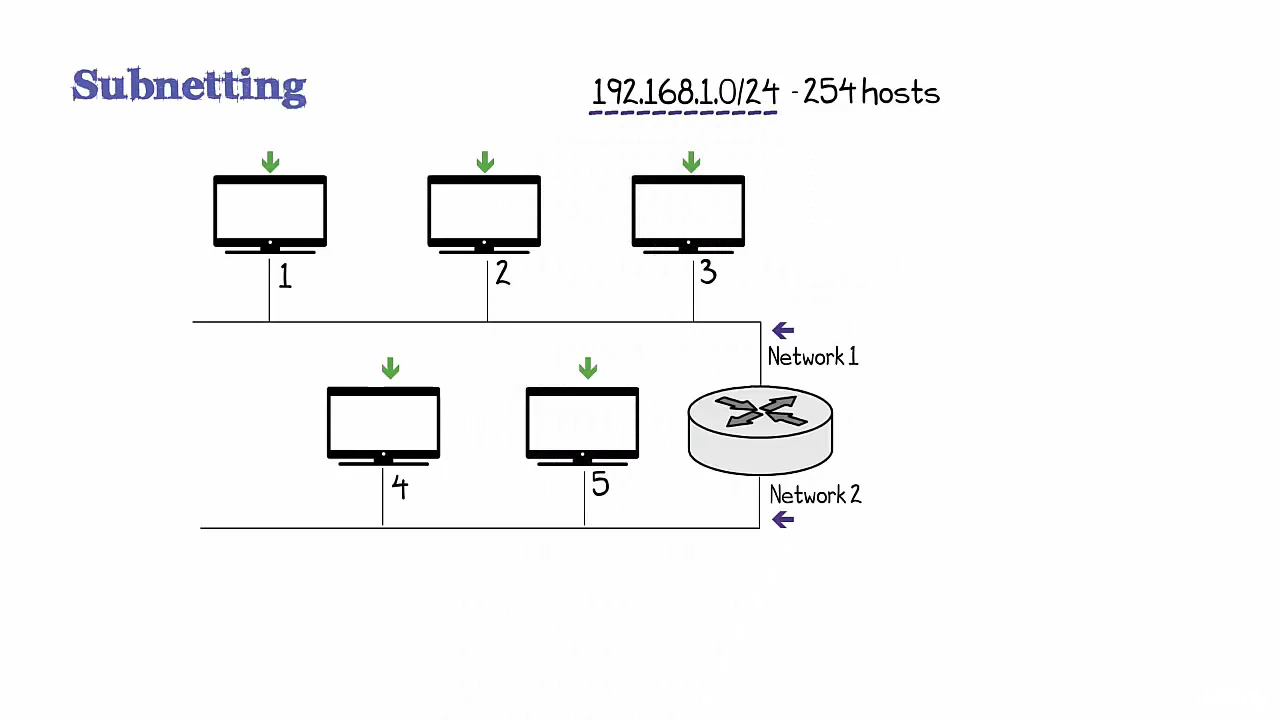 Subnetting
192.168.1.0/24 - 254 hosts
1
2
3
Network 1
4
5
Network 2